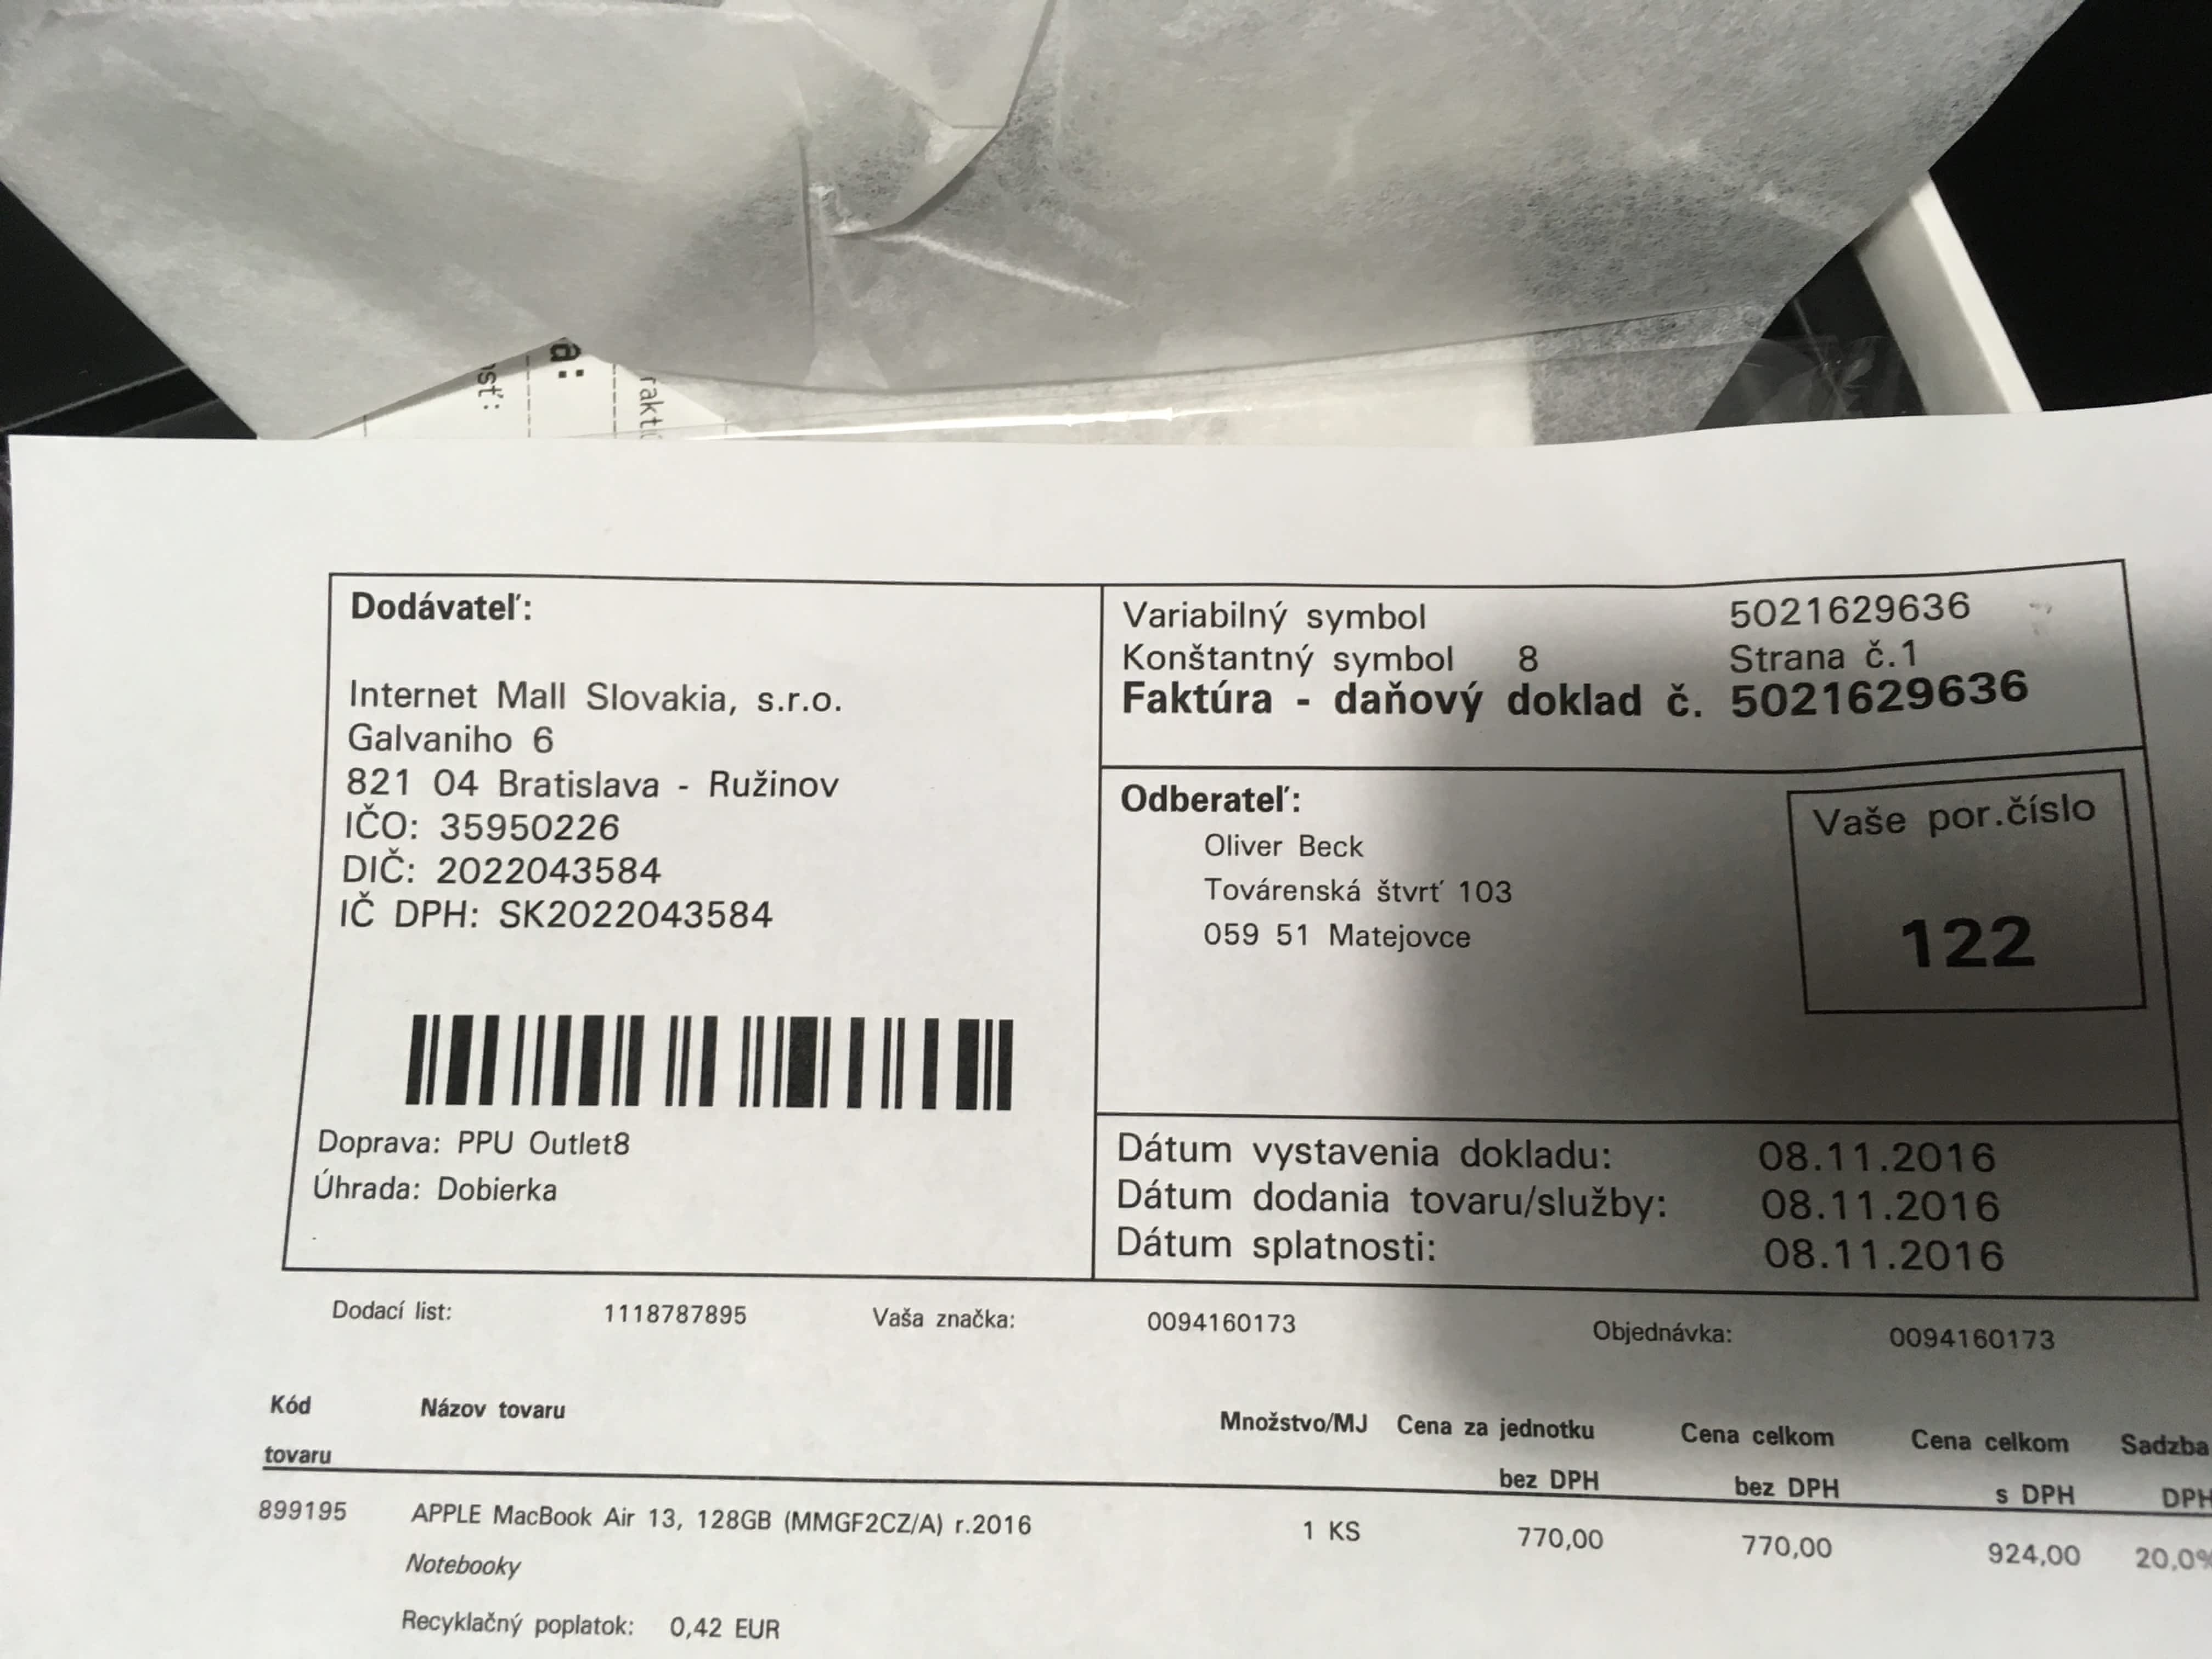 a:
sť:
rakti
Dodávateľ:
Internet Mall Slovakia, s.r.o.
Galvaniho 6
821 04 Bratislava - Ružinov
IČO: 35950226
DIČ: 2022043584
IČ DPH: SK2022043584
Doprava: PPU Outlet8
Úhrada: Dobierka
Variabilný symbol 5021629636
Konštantný symbol 8 Strana č.1
Faktúra - daňový doklad č. 5021629636
Odberateľ:
Oliver Beck
Továrenská štvrť 103
059 51 Matejovce
Vaše por.číslo
122
Dátum vystavenia dokladu: 08.11.2016
Dátum dodania tovaru/služby: 08.11.2016
Dátum splatnosti: 08.11.2016
Dodací list: 1118787895 Vaša značka: 0094160173 Objednávka: 0094160173
Kód Názov tovaru Množstvo/MJ Cena za jednotku Cena celkom Cena celkom Sadzba
tovaru bez DPH bez DPH s DPH DPH
899195 APPLE MacBook Air 13, 128GB (MMGF2CZ/A) r.2016 1 KS 770,00 770,00 924,00 20,0%
Notebooky
Recyklačný poplatok: 0,42 EUR